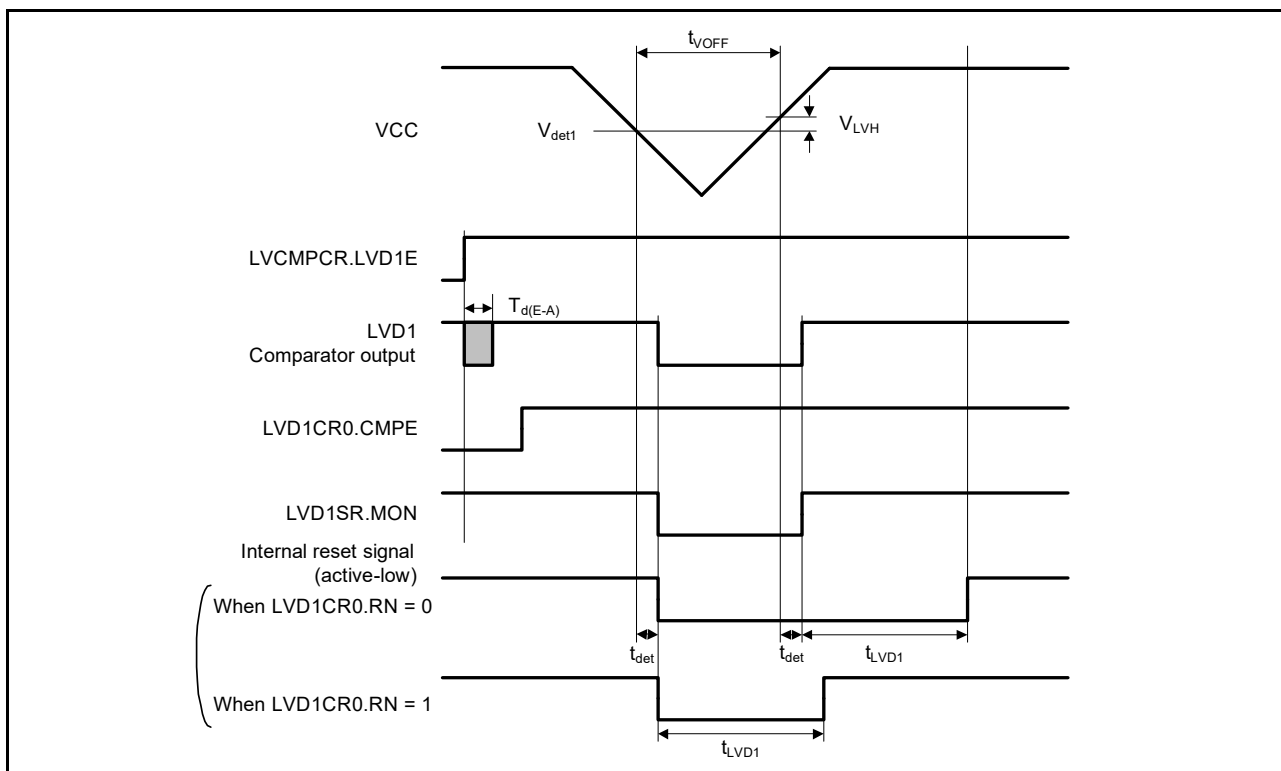 tVOFF
VCC
Vdet1
VLVH
LVCMPCR.LVD1E
Td(E-A)
LVD1
Comparator output
LVD1CR0.CMPE
LVD1SR.MON
Internal reset signal
(active-low)
When LVD1CR0.RN = 0
tdet
tdet
tLVD1
When LVD1CR0.RN = 1
tLVD1